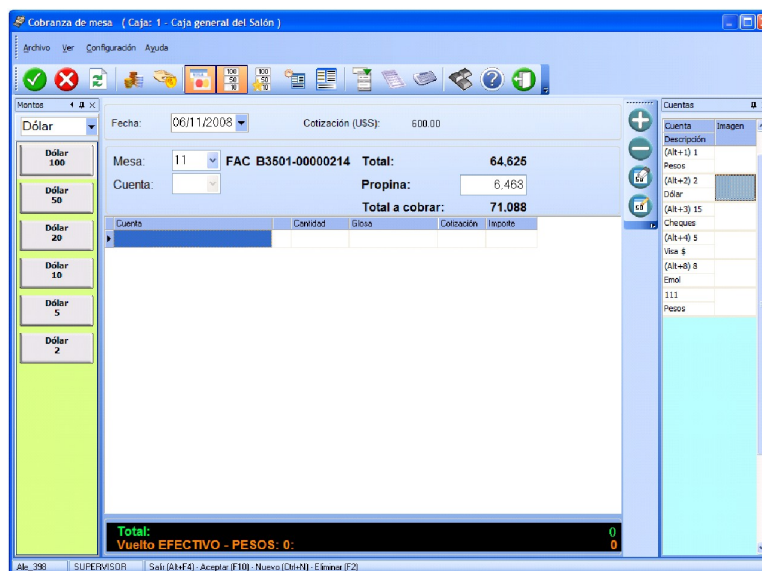 Cobranza de mesa ( Caja: 1 - Caja general del Salón )
Archivo Ver Configuración Ayuda
Montos
Dólar
Dólar
100
Dólar
50
Dólar
20
Dólar
10
Dólar
5
Dólar
2
Fecha: 06/11/2008 Cotización (US$): 600.00
Mesa: 11 FAC B3501-00000214 Total: 64,625
Cuenta: Propina: 6,463
Total a cobrar: 71,088
Cuenta Cantidad Glosa Cotización Importe
Total: 0
Vuelto EFECTIVO - PESOS: 0: 0
Cuentas
Cuenta Imagen
Descripción
(Alt+1) 1
Pesos
(Alt+2) 2
Dólar
(Alt+3) 15
Cheques
(Alt+4) 5
Visa $
(Alt+8) 8
Emol
111
Pesos
Ale_398 SUPERVISOR Salir (Alt+F4) - Aceptar (F10) - Nuevo (Ctrl+N) - Eliminar (F2)